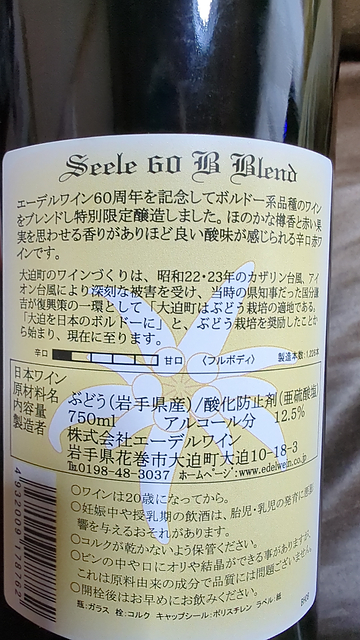 Seele 60 B Blend
エーデルワイン60周年を記念してボルドー系品種のワイン
をブレンドし特別限定醸造しました。ほのかな樽香と赤い果
実を思わせる香りがありほど良い酸味が感じられる辛口赤ワ
インです。
大迫町のワインづくりは、昭和22・23年のカザリン台風、アイ
オン台風により深刻な被害を受け、当時の県知事だった国分謙
吉が復興策の一環として「大迫町はぶどう栽培の適地である。
「大迫を日本のボルドーに」と、ぶどう栽培を奨励したことか
ら始まり、現在に至ります。
辛口 甘口 〈フルボディ〉 製造本数:1,226本
日本ワイン
原材料名 ぶどう(岩手県産)/酸化防止剤(亜硫酸塩)
内容量 750ml アルコール分 12.5%
製造者 株式会社エーデルワイン
岩手県花巻市大迫町大迫10-18-3
℡0198-48-3037 ホームページ:www.edelwein.co.jp
○ワインは20歳になってから。
○妊娠中や授乳期の飲酒は、胎児・乳児の発育に悪影
響を与えるおそれがあります。
○コルクが乾かないよう保管ください。
○ビンの中や口にオリや結晶ができる事がありますが、
これは原料由来の成分で品質には問題ございません。
○開栓後はお早めにお飲みください。
瓶:ガラス 栓:コルク キャップシール:ポリスチレン ラベル:紙
4932009118762